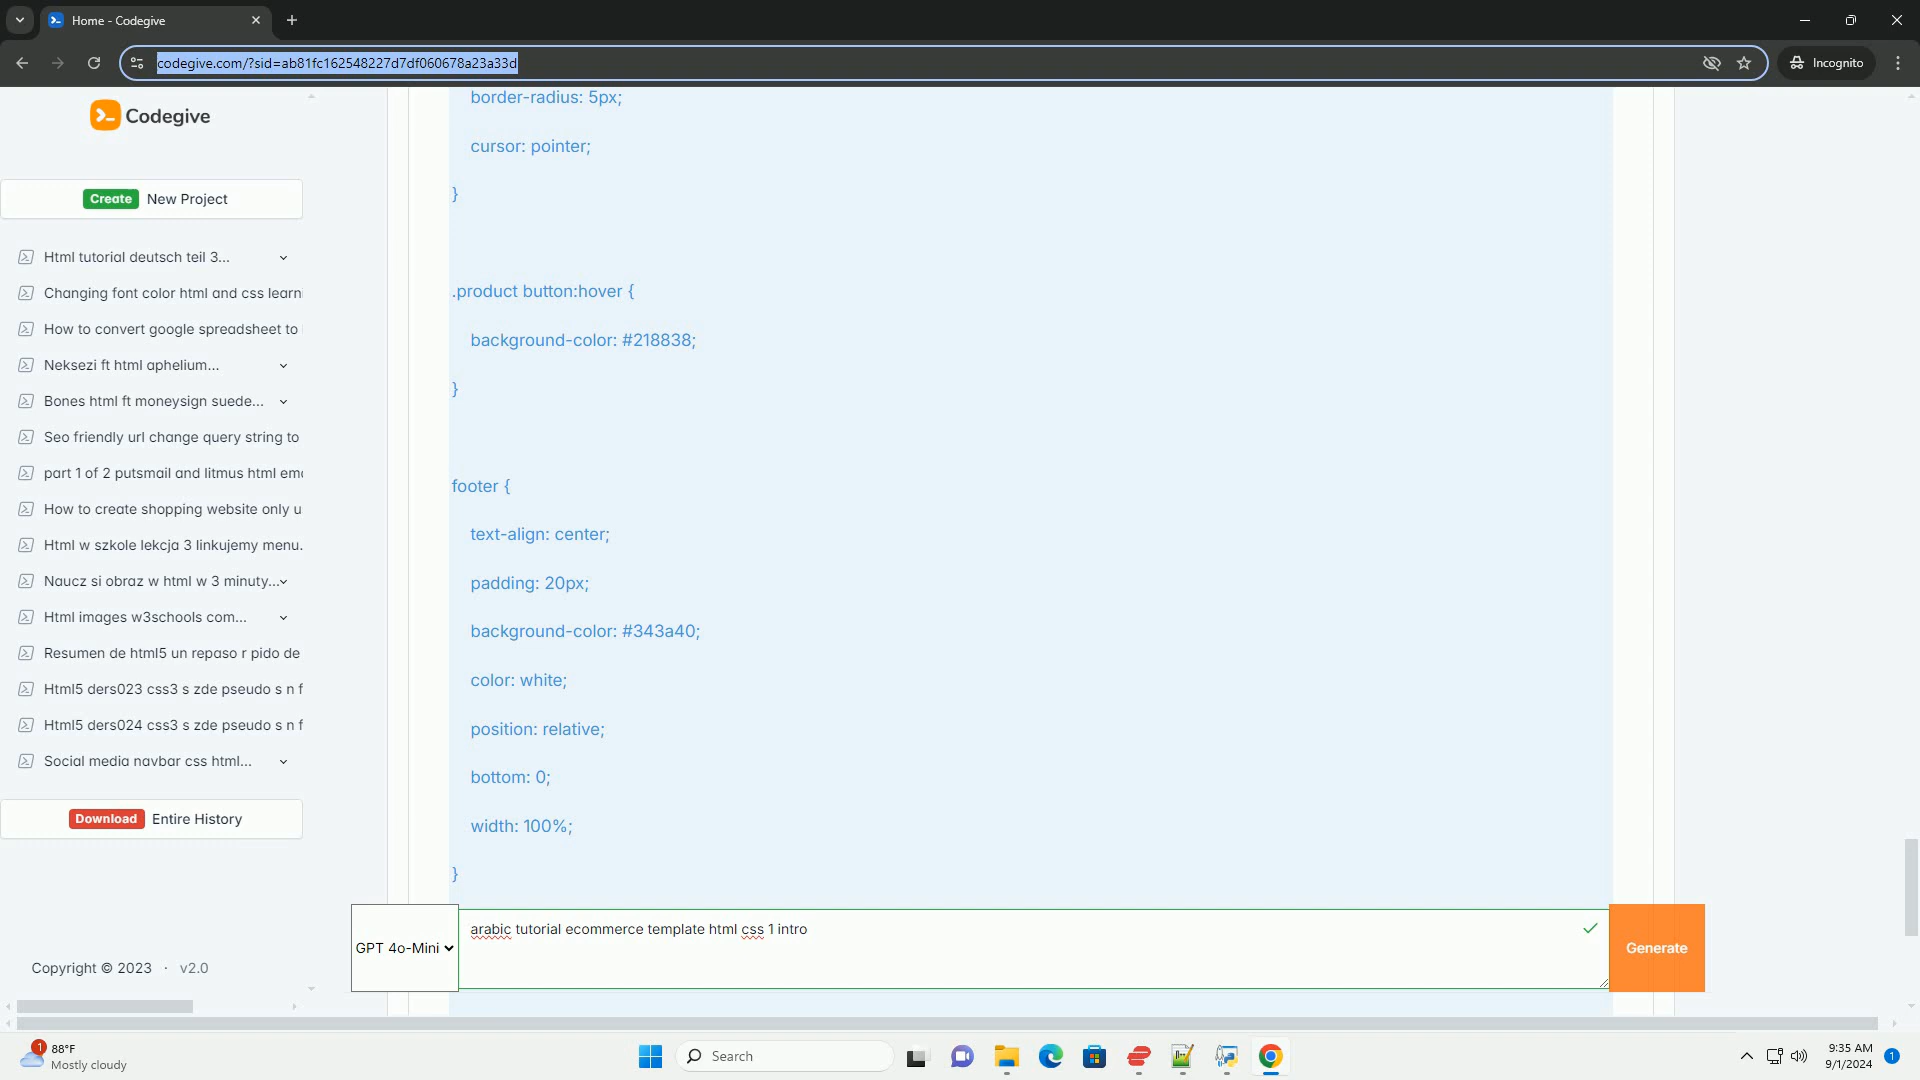 Home - Codegive
codegive.com/?sid=ab81fc162548227d7df060678a23a33d
Incognito
Codegive
Create New Project
Html tutorial deutsch teil 3...
Changing font color html and css learn
How to convert google spreadsheet to
Neksezi ft html aphelium...
Bones html ft moneysign suede...
Seo friendly url change query string to
part 1 of 2 putsmail and litmus html em
How to create shopping website only u
Html w szkole lekcja 3 linkujemy menu.
Naucz si obraz w html w 3 minuty...
Html images w3schools com...
Resumen de html5 un repaso r pido de
Html5 ders023 css3 s zde pseudo s n f
Html5 ders024 css3 s zde pseudo s n f
Social media navbar css html...
Download Entire History
Copyright © 2023 · v2.0
border-radius: 5px;
cursor: pointer;
}
.product button:hover {
background-color: #218838;
}
footer {
text-align: center;
padding: 20px;
background-color: #343a40;
color: white;
position: relative;
bottom: 0;
width: 100%;
}
GPT 4o-Mini
arabic tutorial ecommerce template html css 1 intro
Generate
1
88°F
Mostly cloudy
Search
9:35 AM
9/1/2024
1